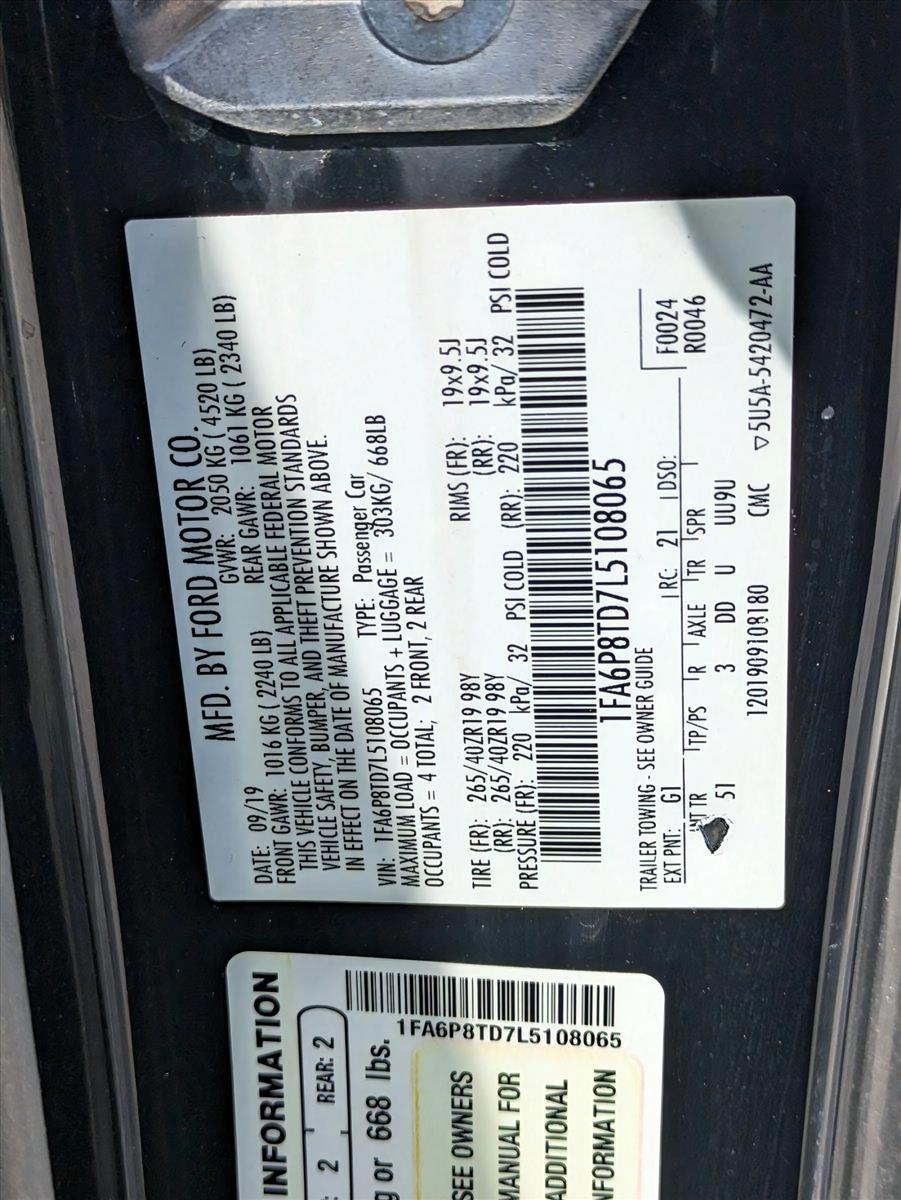 MFD. BY FORD MOTOR CO.
DATE: 09/19 GVWR: 2050 KG ( 4520 LB)
FRONT GAWR: 1016 KG ( 2240 LB) REAR GAWR: 1061 KG ( 2340 LB)
THIS VEHICLE CONFORMS TO ALL APPLICABLE FEDERAL MOTOR
VEHICLE SAFETY, BUMPER, AND THEFT PREVENTION STANDARDS
IN EFFECT ON THE DATE OF MANUFACTURE SHOWN ABOVE.
VIN: 1FA6P8TD7L5108065 TYPE: Passenger Car
MAXIMUM LOAD = OCCUPANTS + LUGGAGE = 303KG/ 668LB
OCCUPANTS = 4 TOTAL; 2 FRONT, 2 REAR
TIRE (FR): 265/40ZR19 98Y RIMS (FR): 19x9.5J
(RR): 265/40ZR19 98Y (RR): 19x9.5J
PRESSURE (FR): 220 kPa/ 32 PSI COLD (RR): 220 kPa/ 32 PSI COLD
1FA6P8TD7L5108065
TRAILER TOWING - SEE OWNER GUIDE
F0024
EXT PNT: G1 RC: 21 DSO: R0046
INT TR TP/PS R AXLE TR SPR
51 3 DD U UU9U
1201909108180 CMC ▽5U5A-5420472-AA
INFORMATION
2 REAR: 2
g or 668 lbs.
1FA6P8TD7L5108065
SEE OWNERS
MANUAL FOR
ADDITIONAL
INFORMATION